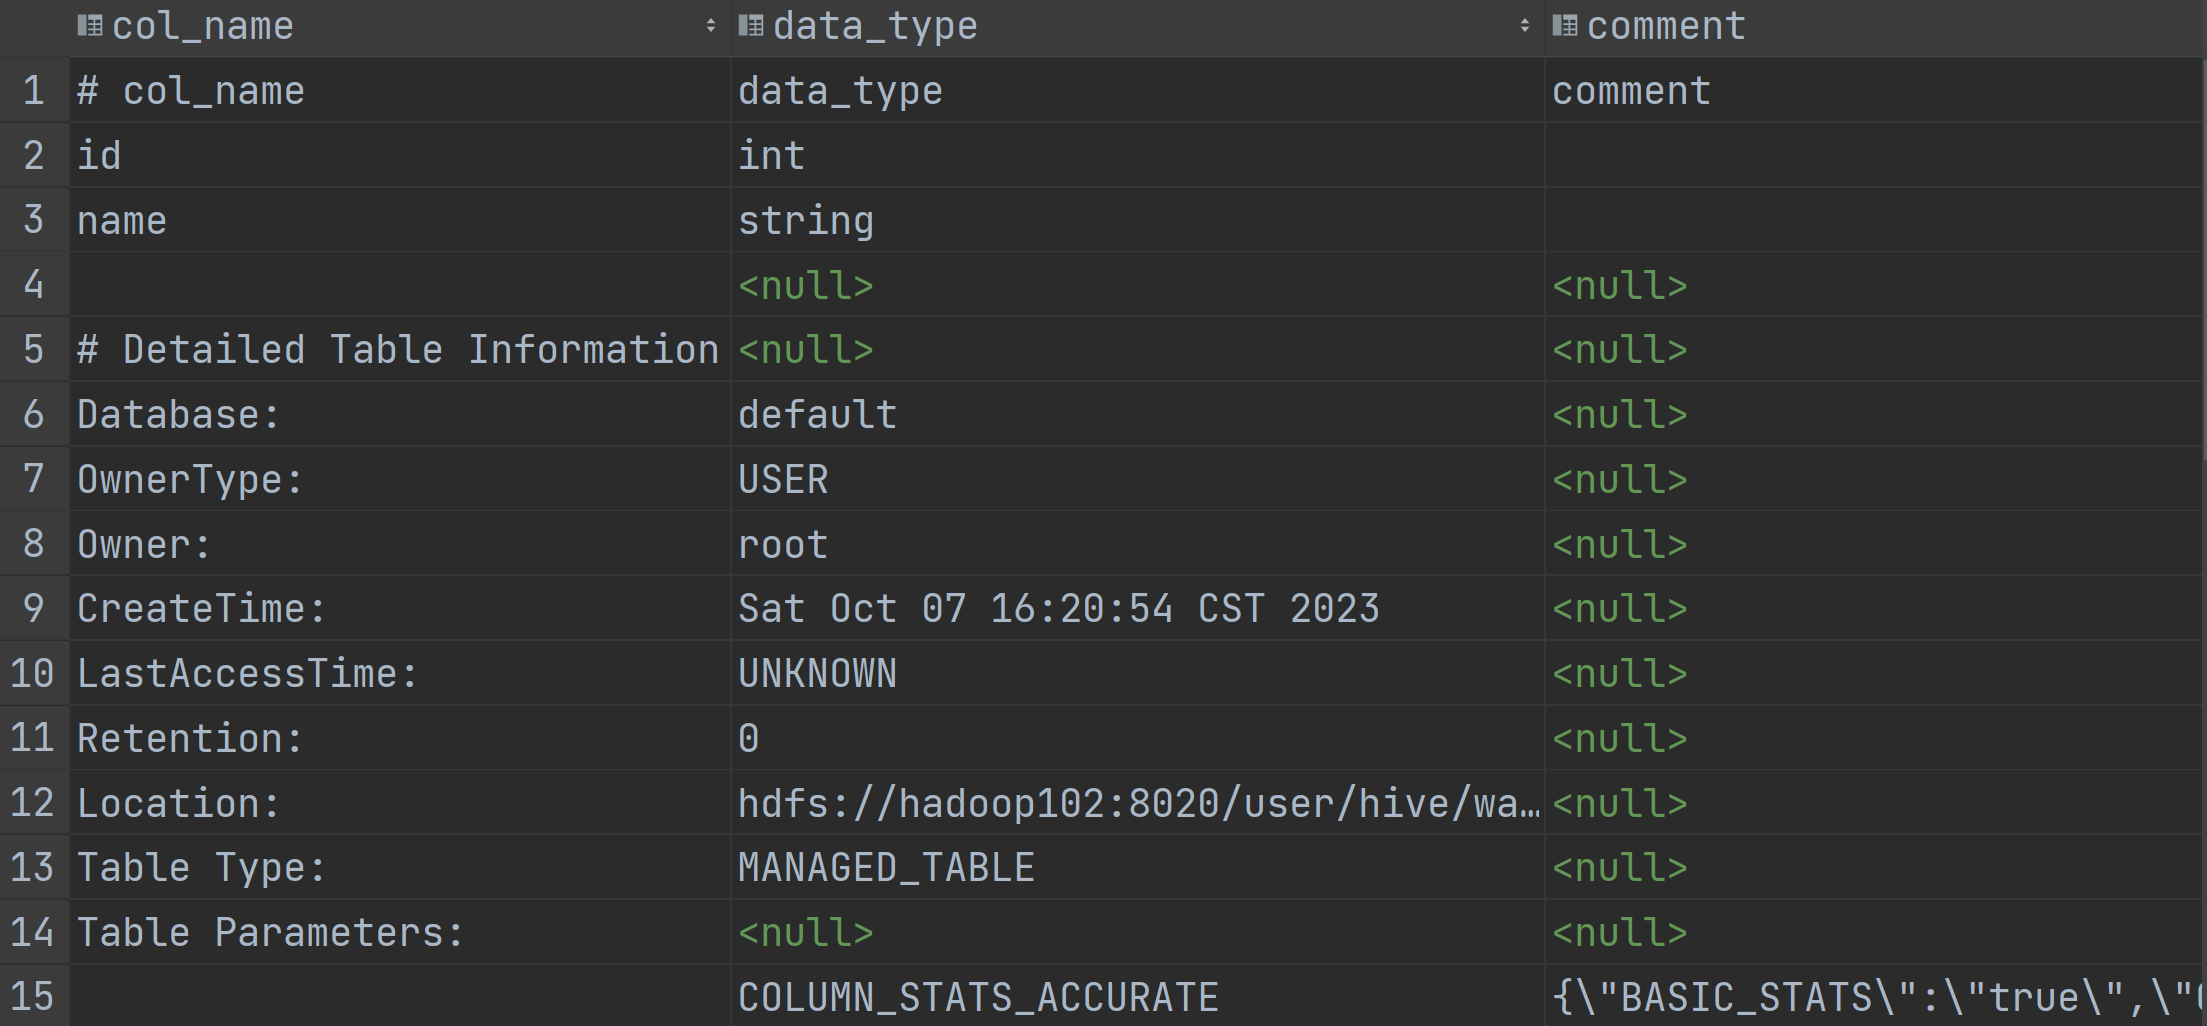 col_name data_type comment
1 # col_name data_type comment
2 id int
3 name string
4 <null> <null>
5 # Detailed Table Information <null> <null>
6 Database: default <null>
7 OwnerType: USER <null>
8 Owner: root <null>
9 CreateTime: Sat Oct 07 16:20:54 CST 2023 <null>
10 LastAccessTime: UNKNOWN <null>
11 Retention: 0 <null>
12 Location: hdfs://hadoop102:8020/user/hive/wa… <null>
13 Table Type: MANAGED_TABLE <null>
14 Table Parameters: <null> <null>
15 COLUMN_STATS_ACCURATE {\"BASIC_STATS\":\"true\",\"